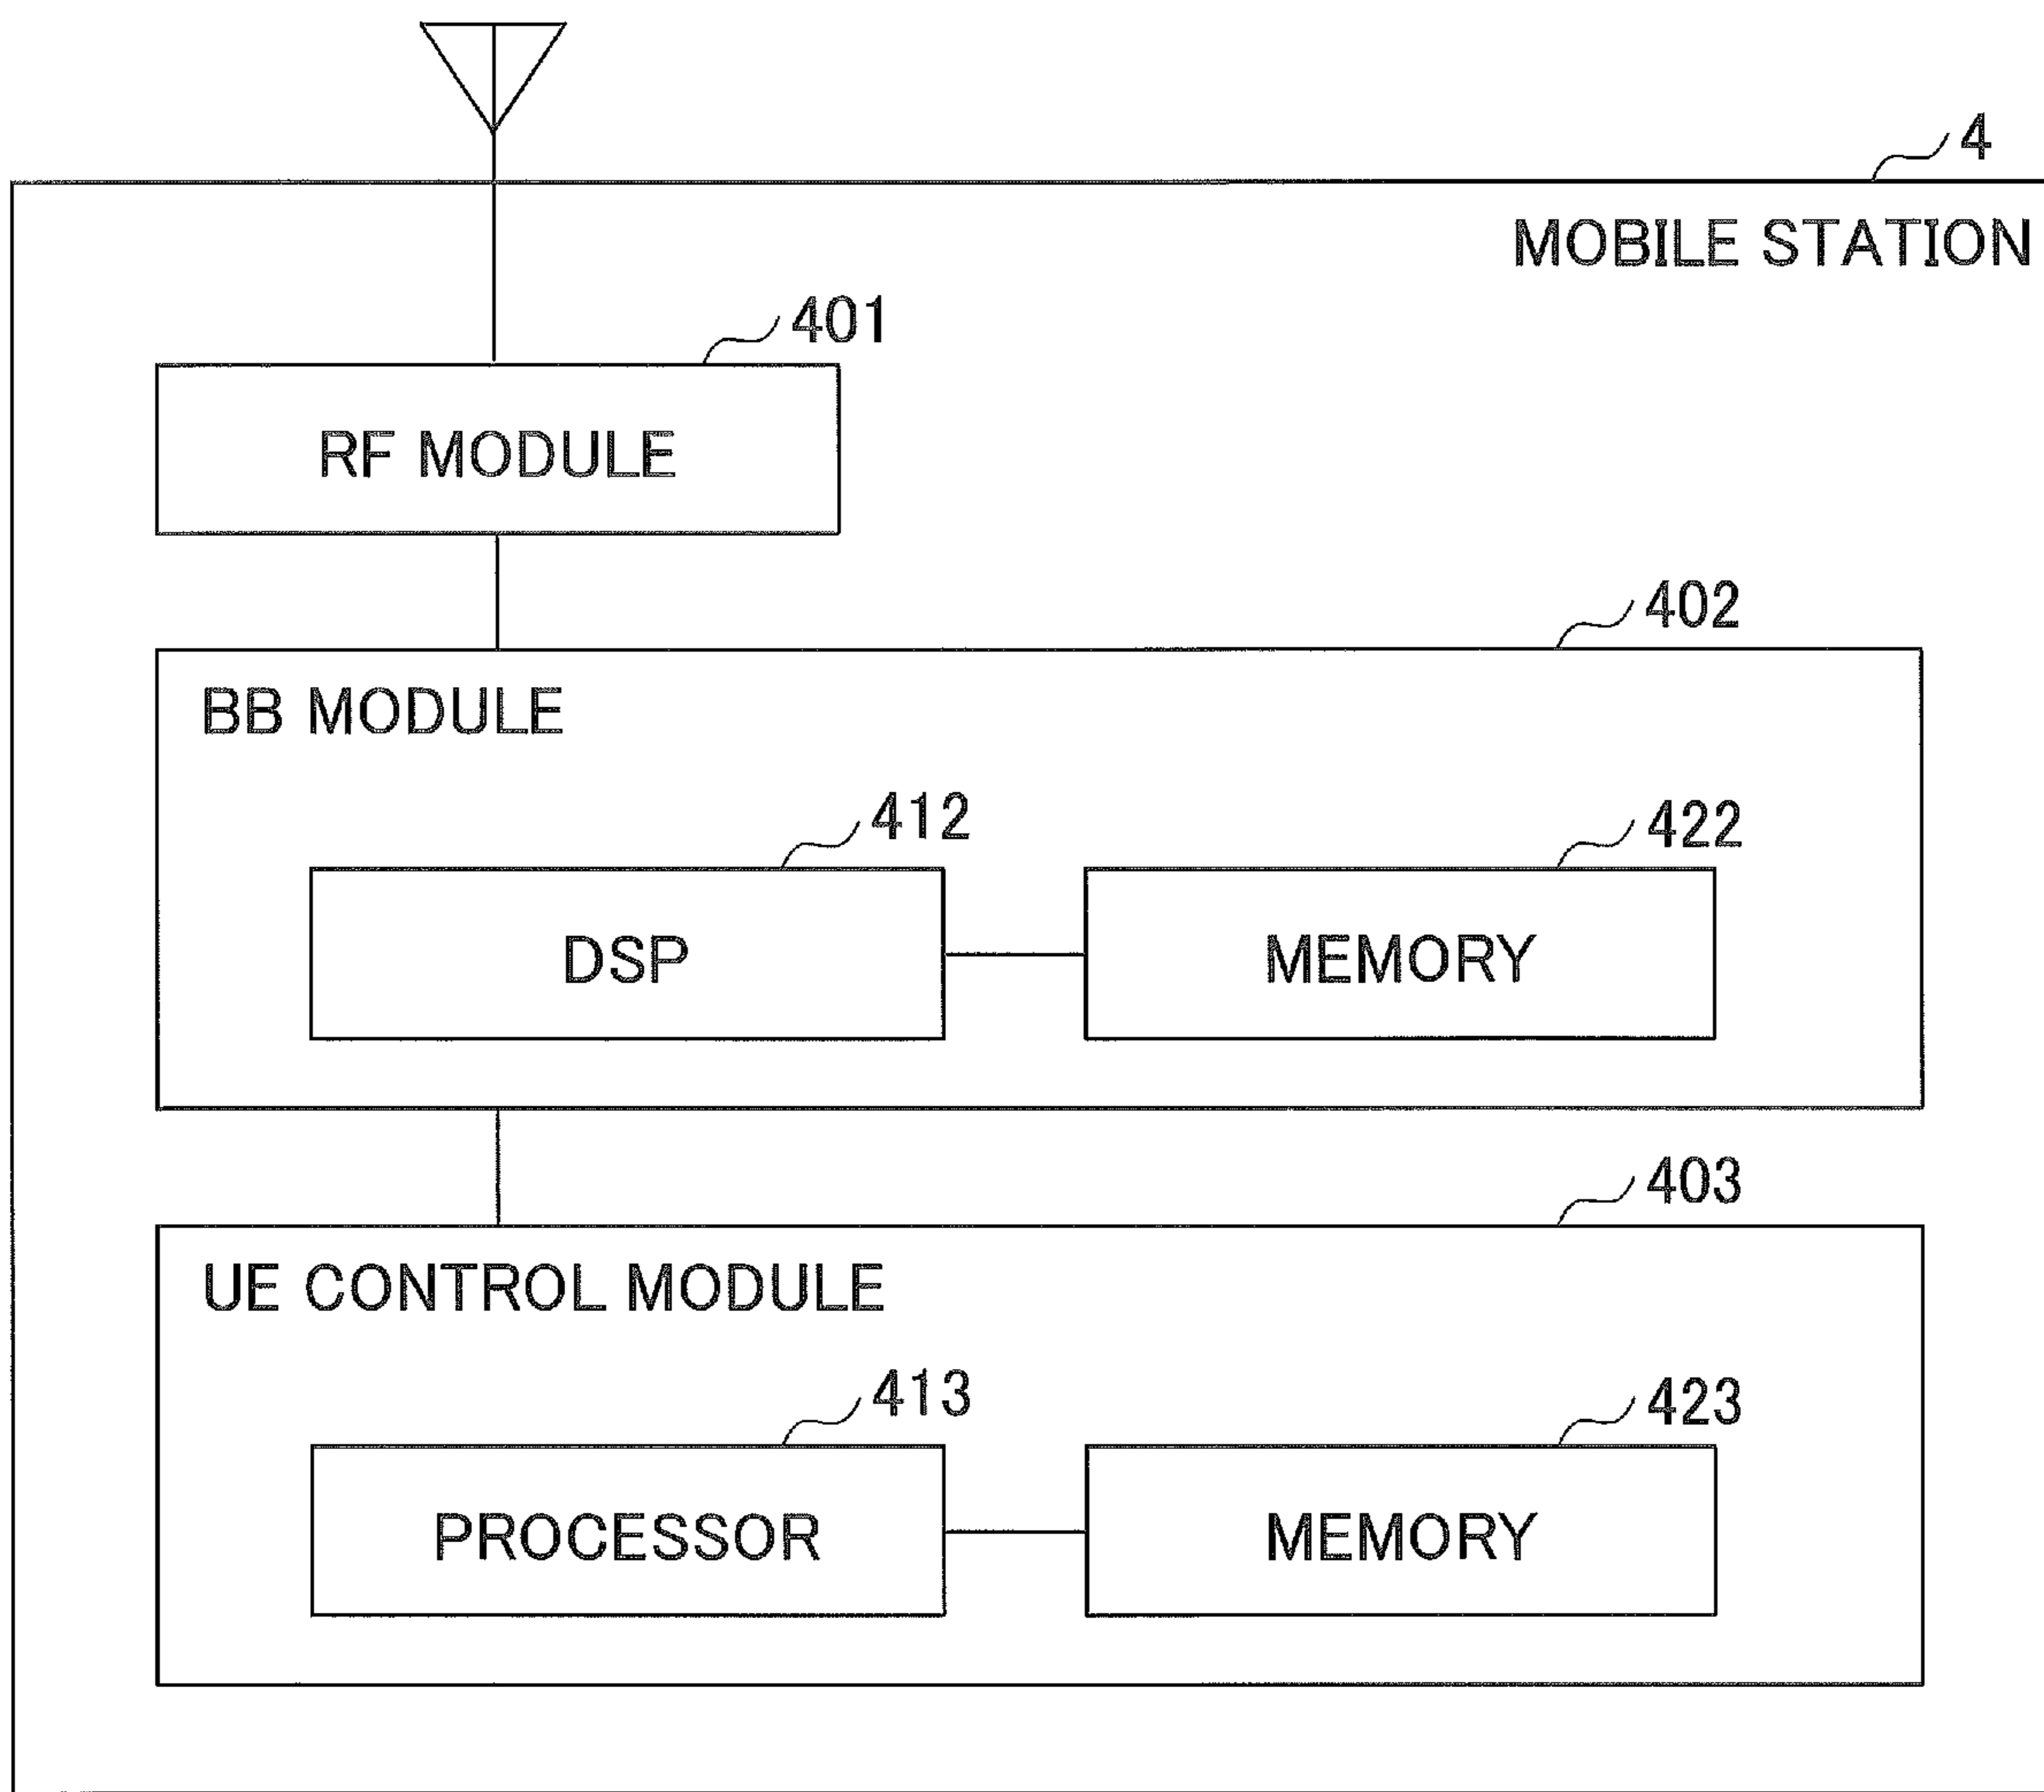 4
MOBILE STATION
401
RF MODULE
402
BB MODULE
412
422
DSP
MEMORY
403
UE CONTROL MODULE
413
423
PROCESSOR
MEMORY